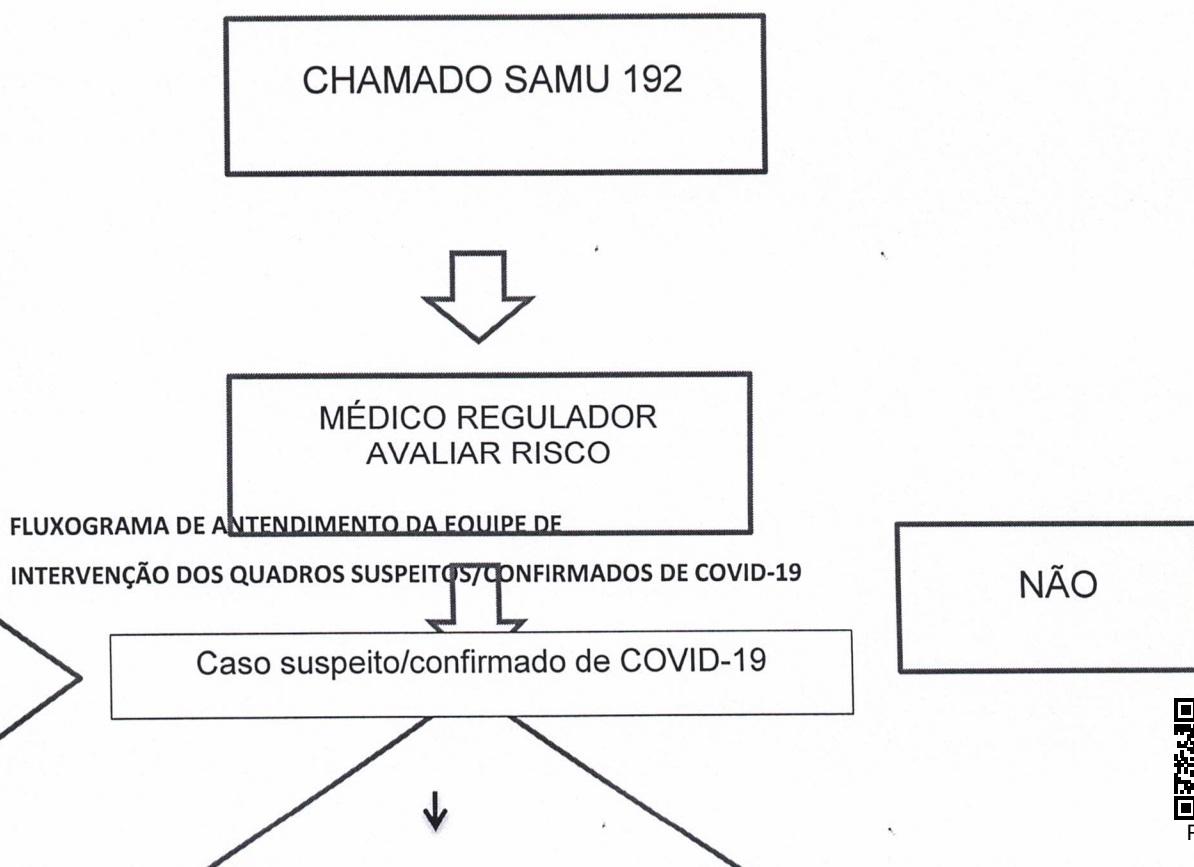 CHAMADO SAMU 192
MÉDICO REGULADOR
AVALIAR RISCO
FLUXOGRAMA DE ANTENDIMENTO DA EQUIPE DE
INTERVENÇÃO DOS QUADROS SUSPEITOS/CONFIRMADOS DE COVID-19
NÃO
Caso suspeito/confirmado de COVID-19